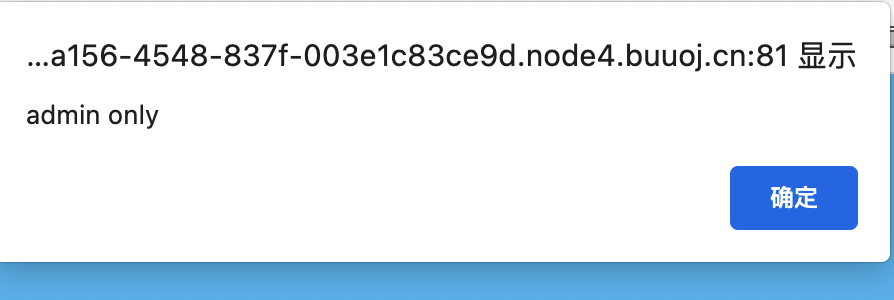 ...a156-4548-837f-003e1c83ce9d.node4.buuoj.cn:81 显示
admin only
确定